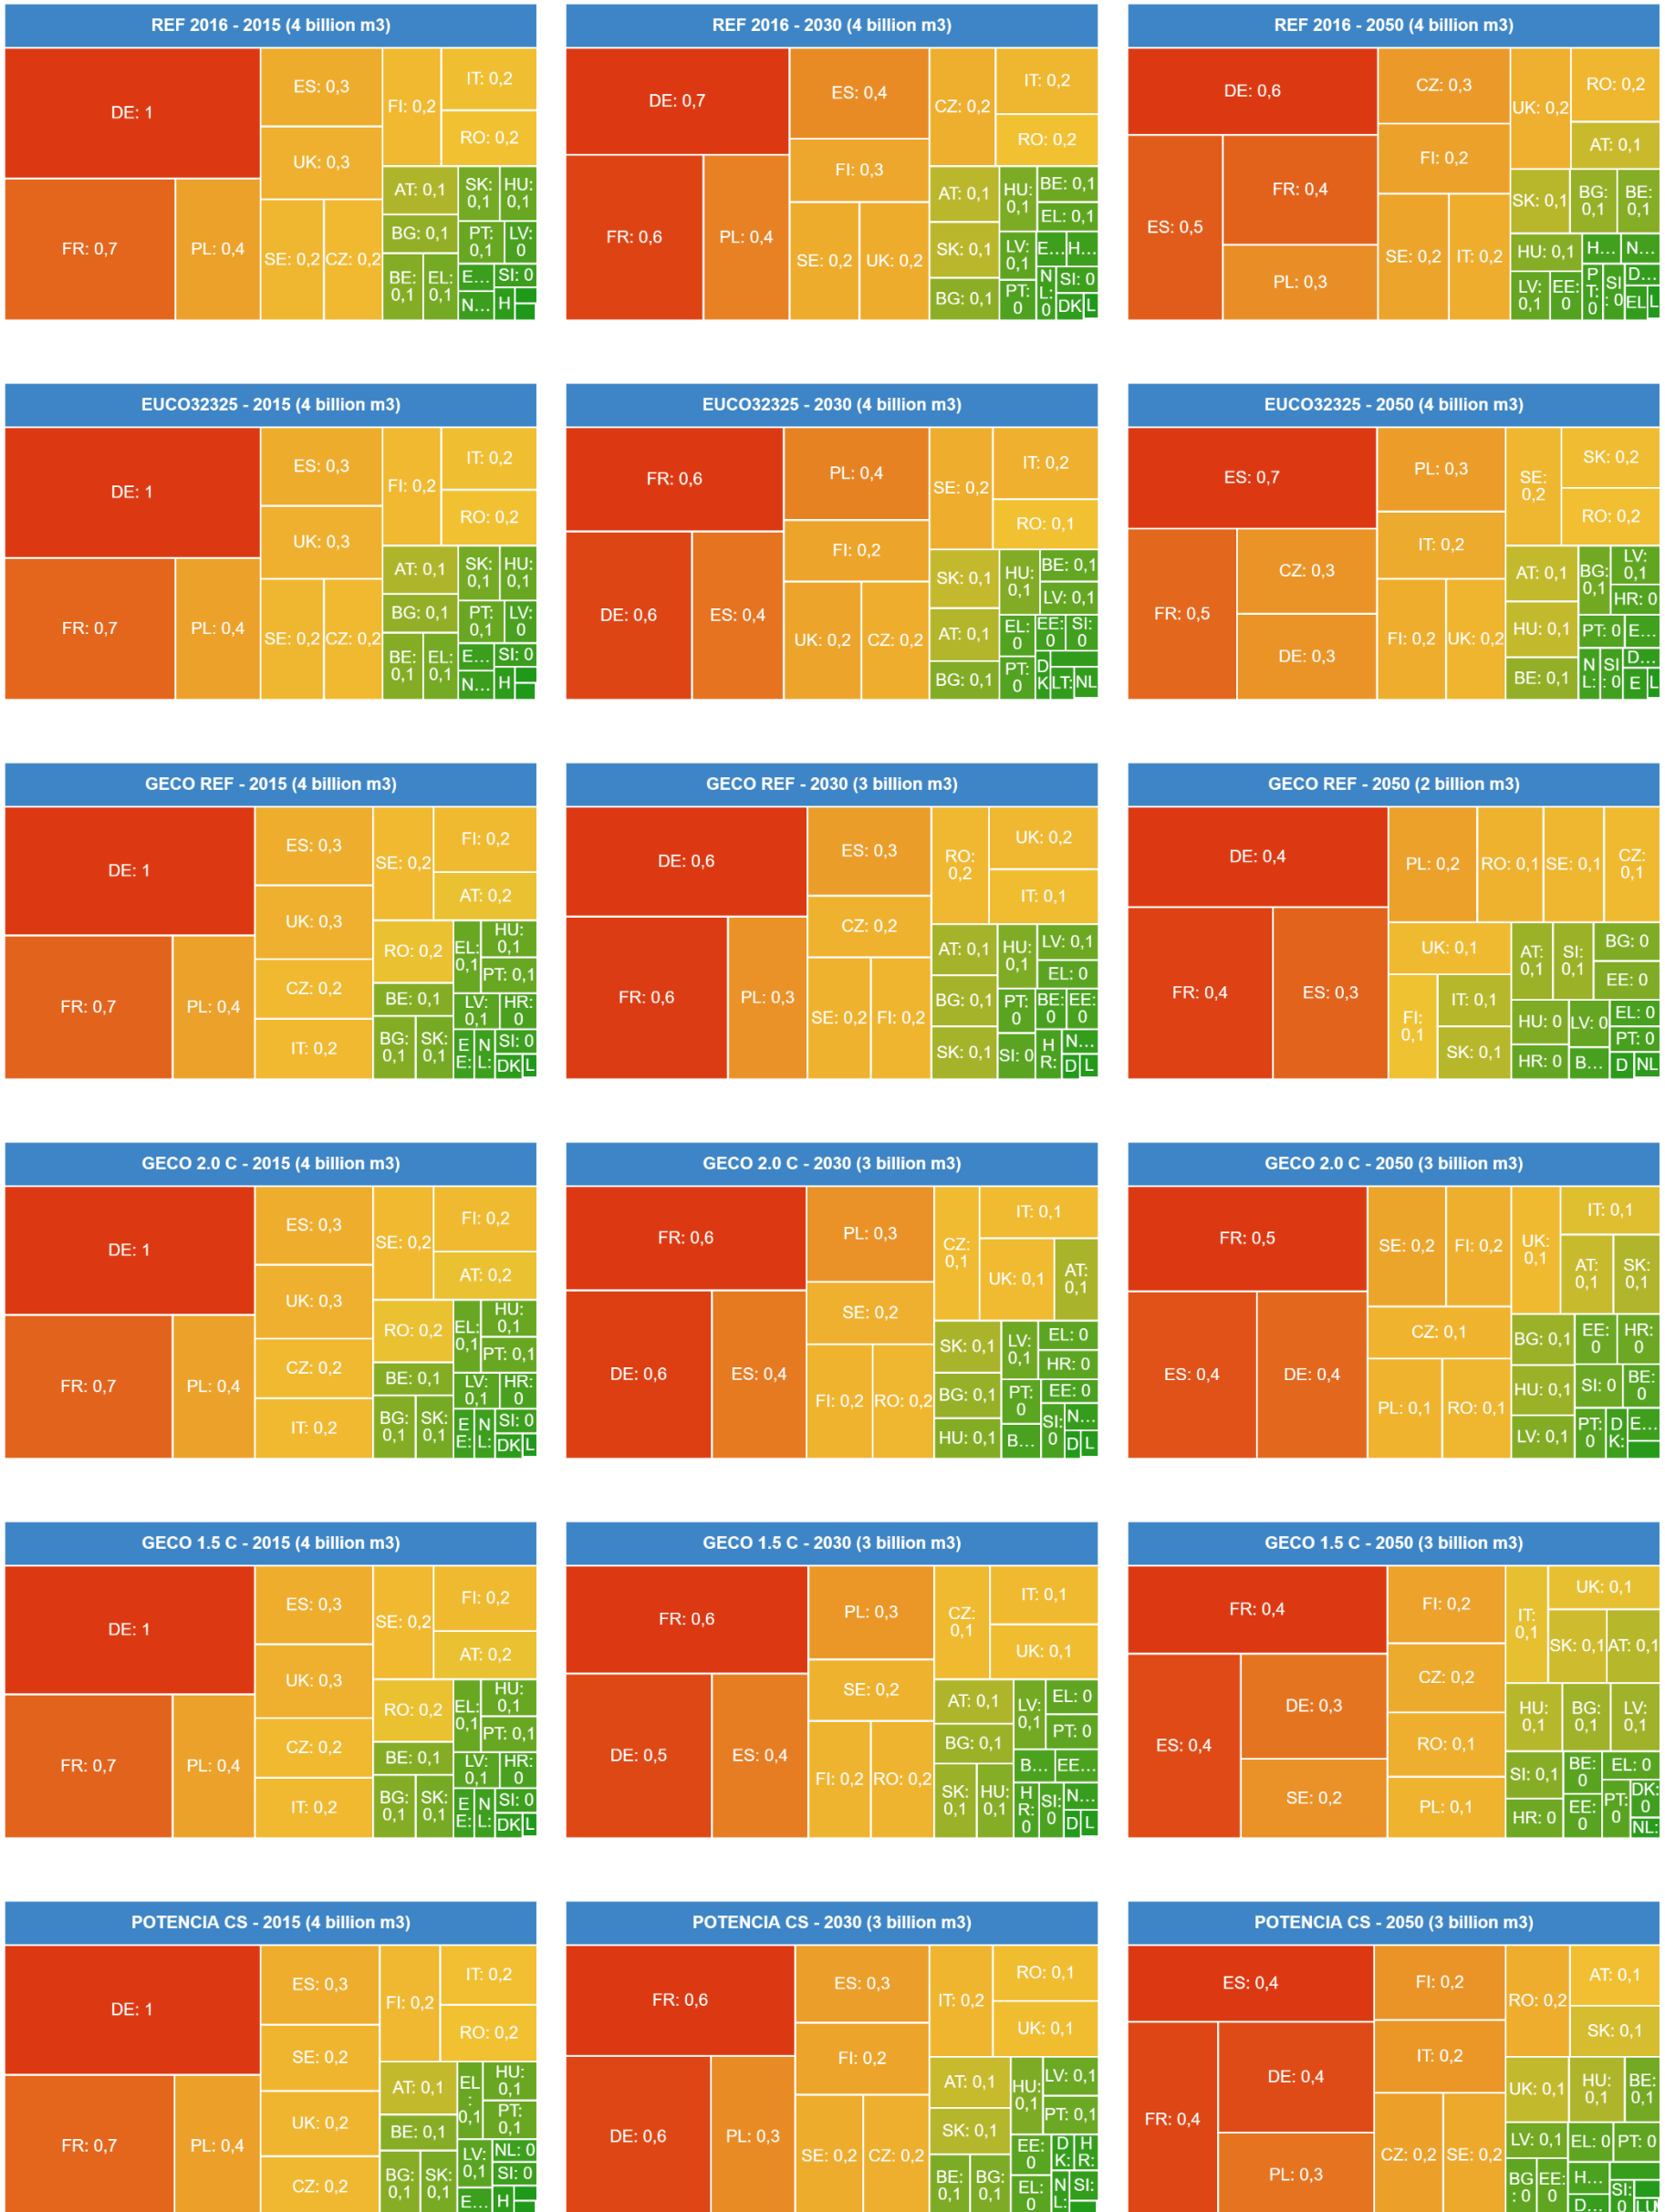 REF 2016 - 2015 (4 billion m3)
DE: 1
FR: 0,7
PL: 0,4
ES: 0,3
UK: 0,3
SE: 0,2
CZ: 0,2
FI: 0,2
IT: 0,2
RO: 0,2
AT: 0,1
BG: 0,1
BE:
0,1
EL:
0,1
SK:
0,1
HU:
0,1
PT:
0,1
LV:
0
E...
N...
SI: 0
H
REF 2016 - 2030 (4 billion m3)
DE: 0,7
FR: 0,6
PL: 0,4
ES: 0,4
FI: 0,3
SE: 0,2
UK: 0,2
CZ: 0,2
IT: 0,2
RO: 0,2
AT: 0,1
SK: 0,1
BG: 0,1
HU:
0,1
BE: 0,1
EL: 0,1
LV:
0,1
PT:
0
E...
H...
N
L:
0
SI: 0
DK
L
REF 2016 - 2050 (4 billion m3)
DE: 0,6
ES: 0,5
FR: 0,4
PL: 0,3
CZ: 0,3
FI: 0,2
SE: 0,2
IT: 0,2
UK: 0,2
RO: 0,2
AT: 0,1
SK: 0,1
BG:
0,1
BE:
0,1
HU: 0,1
LV:
0,1
EE:
0
H...
N...
P
T:
0
SI
: 0
D...
EL
L
EUCO32325 - 2015 (4 billion m3)
DE: 1
FR: 0,7
PL: 0,4
ES: 0,3
UK: 0,3
SE: 0,2
CZ: 0,2
FI: 0,2
IT: 0,2
RO: 0,2
AT: 0,1
BG: 0,1
BE:
0,1
EL:
0,1
SK:
0,1
HU:
0,1
PT:
0,1
LV:
0
E...
N...
SI: 0
H
EUCO32325 - 2030 (4 billion m3)
FR: 0,6
DE: 0,6
ES: 0,4
PL: 0,4
FI: 0,2
UK: 0,2
CZ: 0,2
SE: 0,2
IT: 0,2
RO: 0,1
SK: 0,1
AT: 0,1
BG: 0,1
HU:
0,1
BE: 0,1
LV: 0,1
EL:
0
PT:
0
EE:
0
SI:
0
D
K
LT:
NL
EUCO32325 - 2050 (4 billion m3)
ES: 0,7
FR: 0,5
CZ: 0,3
DE: 0,3
PL: 0,3
IT: 0,2
FI: 0,2
UK: 0,2
SE:
0,2
SK: 0,2
RO: 0,2
AT: 0,1
HU: 0,1
BE: 0,1
BG:
0,1
LV:
0,1
HR: 0
PT: 0
E...
N
L:
SI
: 0
D...
E
L
GECO REF - 2015 (4 billion m3)
DE: 1
FR: 0,7
PL: 0,4
ES: 0,3
UK: 0,3
CZ: 0,2
IT: 0,2
SE: 0,2
FI: 0,2
AT: 0,2
RO: 0,2
BE: 0,1
BG:
0,1
SK:
0,1
EL:
0,1
HU:
0,1
PT: 0,1
LV:
0,1
HR:
0
E
E:
N
L:
SI: 0
DK
L
GECO REF - 2030 (3 billion m3)
DE: 0,6
FR: 0,6
PL: 0,3
ES: 0,3
CZ: 0,2
SE: 0,2
FI: 0,2
RO:
0,2
UK: 0,2
IT: 0,1
AT: 0,1
BG: 0,1
SK: 0,1
HU:
0,1
LV: 0,1
EL: 0
PT:
0
BE:
0
EE:
0
SI: 0
H
R:
N...
D
L
GECO REF - 2050 (2 billion m3)
DE: 0,4
FR: 0,4
ES: 0,3
PL: 0,2
RO: 0,1
SE: 0,1
CZ:
0,1
UK: 0,1
FI:
0,1
IT: 0,1
SK: 0,1
AT:
0,1
SI:
0,1
BG: 0
EE: 0
HU: 0
HR: 0
LV: 0
B...
EL: 0
PT: 0
D
NL
GECO 2.0 C - 2015 (4 billion m3)
DE: 1
FR: 0,7
PL: 0,4
ES: 0,3
UK: 0,3
CZ: 0,2
IT: 0,2
SE: 0,2
FI: 0,2
AT: 0,2
RO: 0,2
BE: 0,1
BG:
0,1
SK:
0,1
EL:
0,1
HU:
0,1
PT: 0,1
LV:
0,1
HR:
0
E
E:
N
L:
SI: 0
DK
L
GECO 2.0 C - 2030 (3 billion m3)
FR: 0,6
DE: 0,6
ES: 0,4
PL: 0,3
SE: 0,2
FI: 0,2
RO: 0,2
CZ:
0,1
IT: 0,1
UK: 0,1
AT:
0,1
SK: 0,1
BG: 0,1
HU: 0,1
LV:
0,1
EL: 0
HR: 0
PT:
0
B...
EE: 0
SI:
0
N...
D
L
GECO 2.0 C - 2050 (3 billion m3)
FR: 0,5
ES: 0,4
DE: 0,4
SE: 0,2
FI: 0,2
CZ: 0,1
PL: 0,1
RO: 0,1
UK:
0,1
IT: 0,1
AT:
0,1
SK:
0,1
BG: 0,1
HU: 0,1
LV: 0,1
EE:
0
HR:
0
SI: 0
BE:
0
PT:
0
D
K:
E...
GECO 1.5 C - 2015 (4 billion m3)
DE: 1
FR: 0,7
PL: 0,4
ES: 0,3
UK: 0,3
CZ: 0,2
IT: 0,2
SE: 0,2
FI: 0,2
AT: 0,2
RO: 0,2
BE: 0,1
BG:
0,1
SK:
0,1
EL:
0,1
HU:
0,1
PT: 0,1
LV:
0,1
HR:
0
E
E:
N
L:
SI: 0
DK
L
GECO 1.5 C - 2030 (3 billion m3)
FR: 0,6
DE: 0,5
ES: 0,4
PL: 0,3
SE: 0,2
FI: 0,2
RO: 0,2
CZ:
0,1
IT: 0,1
UK: 0,1
AT: 0,1
BG: 0,1
SK:
0,1
HU:
0,1
LV:
0,1
EL: 0
PT: 0
B...
EE...
H
R:
0
SI:
0
N...
D
L
GECO 1.5 C - 2050 (3 billion m3)
FR: 0,4
ES: 0,4
DE: 0,3
SE: 0,2
FI: 0,2
CZ: 0,2
RO: 0,1
PL: 0,1
IT:
0,1
UK: 0,1
SK: 0,1
AT: 0,1
HU:
0,1
BG:
0,1
LV:
0,1
SI: 0,1
HR: 0
BE:
0
EE:
0
EL: 0
PT:
0
DK:
0
NL:
POTENCIA CS - 2015 (4 billion m3)
DE: 1
FR: 0,7
PL: 0,4
ES: 0,3
SE: 0,2
UK: 0,2
CZ: 0,2
FI: 0,2
IT: 0,2
RO: 0,2
AT: 0,1
BE: 0,1
BG:
0,1
SK:
0,1
EL
:
0,1
HU:
0,1
PT:
0,1
LV:
0,1
E...
NL: 0
SI: 0
H
POTENCIA CS - 2030 (3 billion m3)
FR: 0,6
DE: 0,6
PL: 0,3
ES: 0,3
FI: 0,2
SE: 0,2
CZ: 0,2
IT: 0,2
RO: 0,1
UK: 0,1
AT: 0,1
SK: 0,1
BE:
0,1
BG:
0,1
HU:
0,1
LV: 0,1
PT: 0,1
EE:
0
EL:
0
D
K:
H
R:
N
L:
SI:
POTENCIA CS - 2050 (3 billion m3)
ES: 0,4
FR: 0,4
DE: 0,4
PL: 0,3
FI: 0,2
IT: 0,2
CZ: 0,2
SE: 0,2
RO: 0,2
AT: 0,1
SK: 0,1
UK: 0,1
HU:
0,1
BE:
0,1
LV: 0,1
EL: 0
PT: 0
BG
: 0
EE:
0
H...
D...
SI:
0
LU